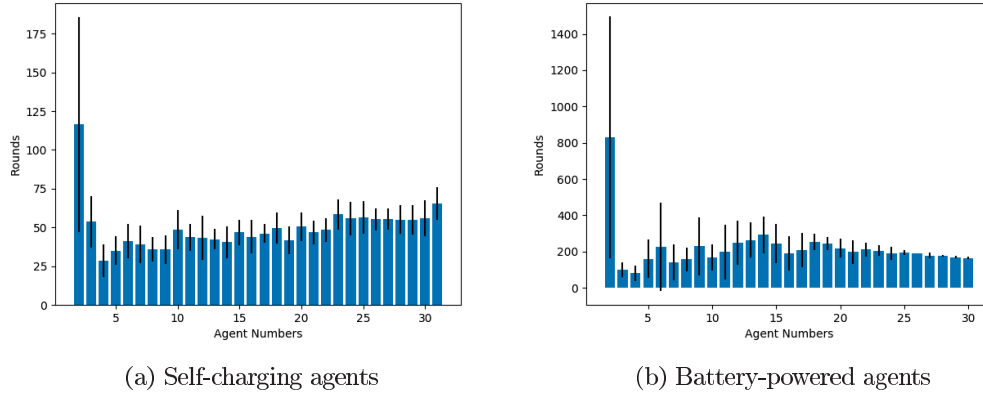 175
150
125
100
75
50
25
0
Rounds
5 10 15 20 25 30
Agent Numbers
(a) Self-charging agents
1400
1200
1000
800
600
400
200
0
Rounds
5 10 15 20 25 30
Agent Numbers
(b) Battery-powered agents